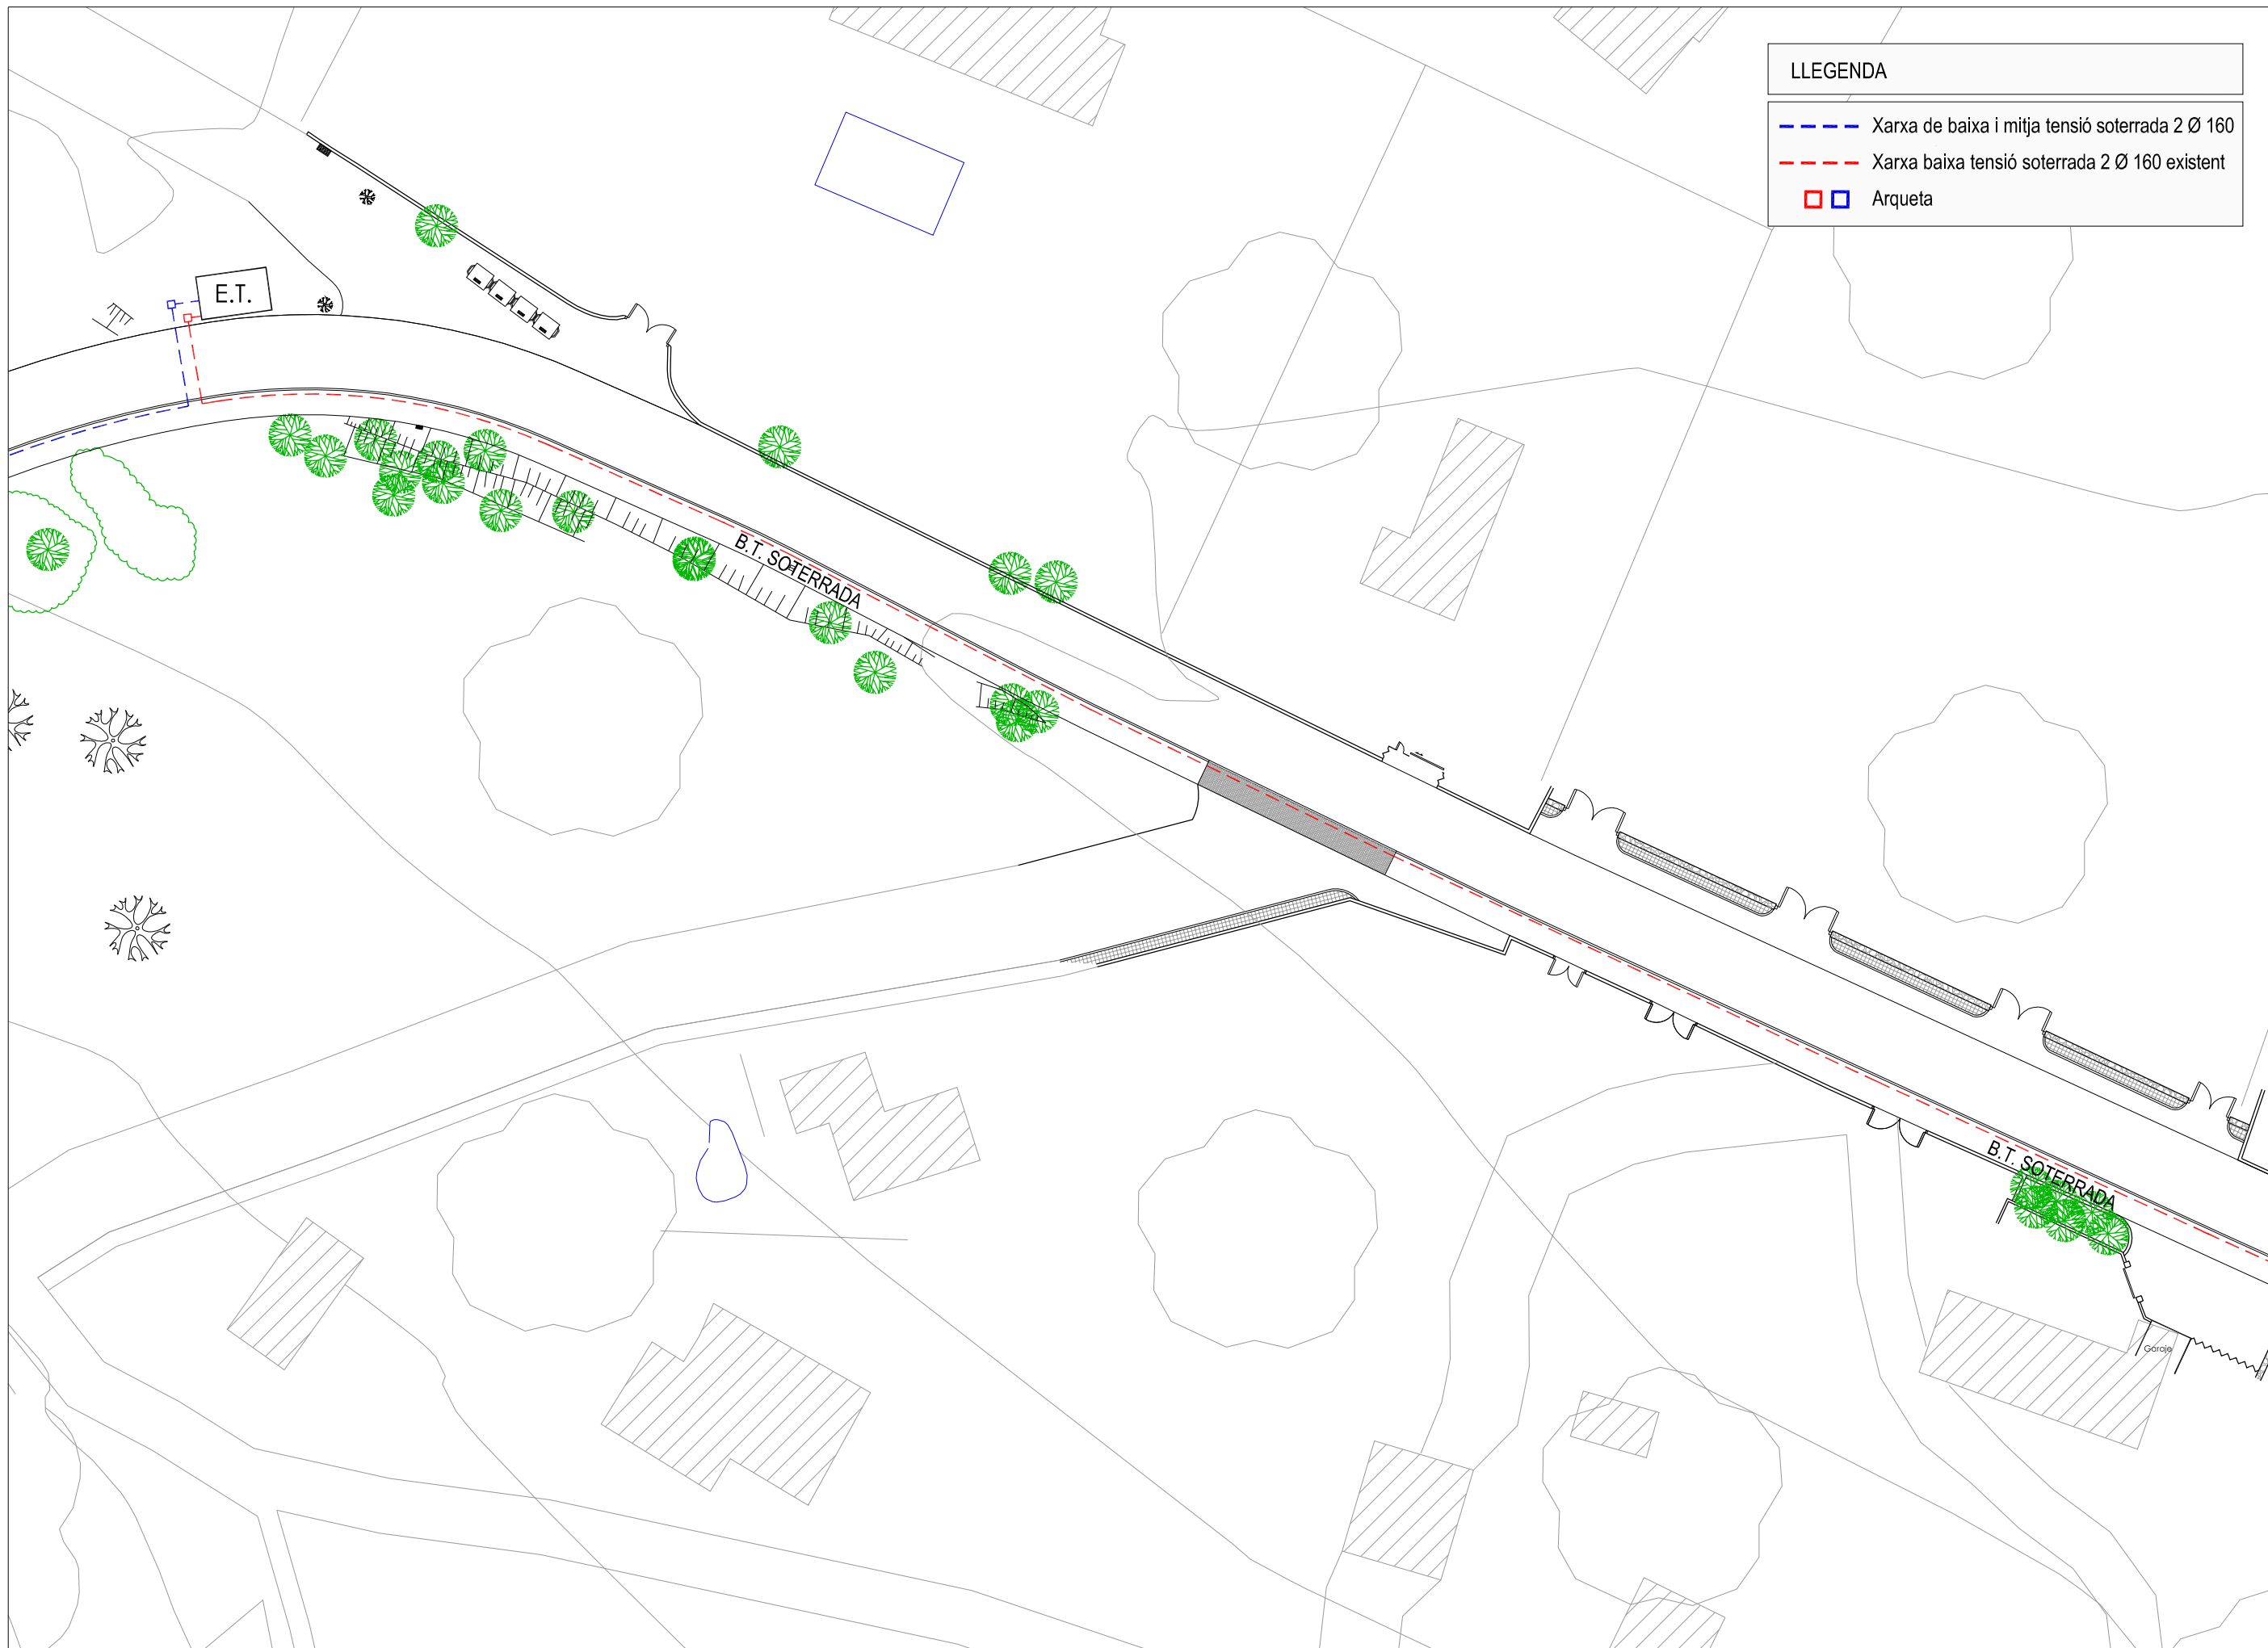 LLEGENDA
Xarxa de baixa i mitja tensió soterrada 2 Ø 160
Xarxa baixa tensió soterrada 2 Ø 160 existent
Arqueta
E.T.
B.T. SOTERRADA
B.T. SOTERRADA
Garaje